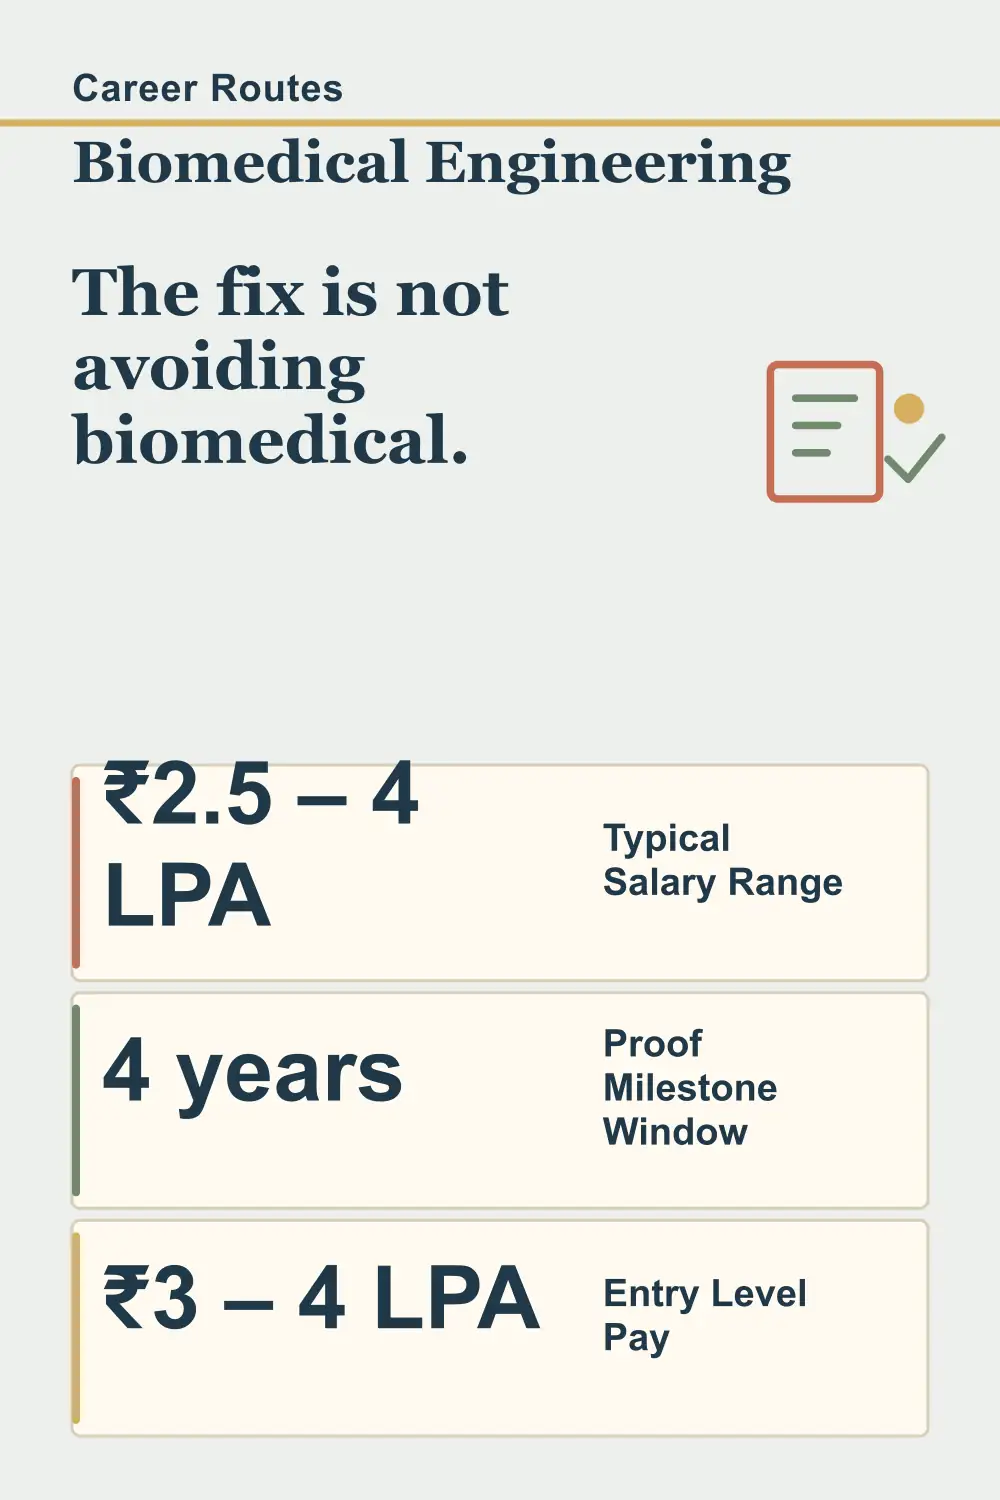 Career Routes
Biomedical Engineering
The fix is not
avoiding
biomedical.
₹2.5 – 4
LPA
Typical
Salary Range
4 years
Proof
Milestone
Window
₹3 – 4 LPA
Entry Level
Pay